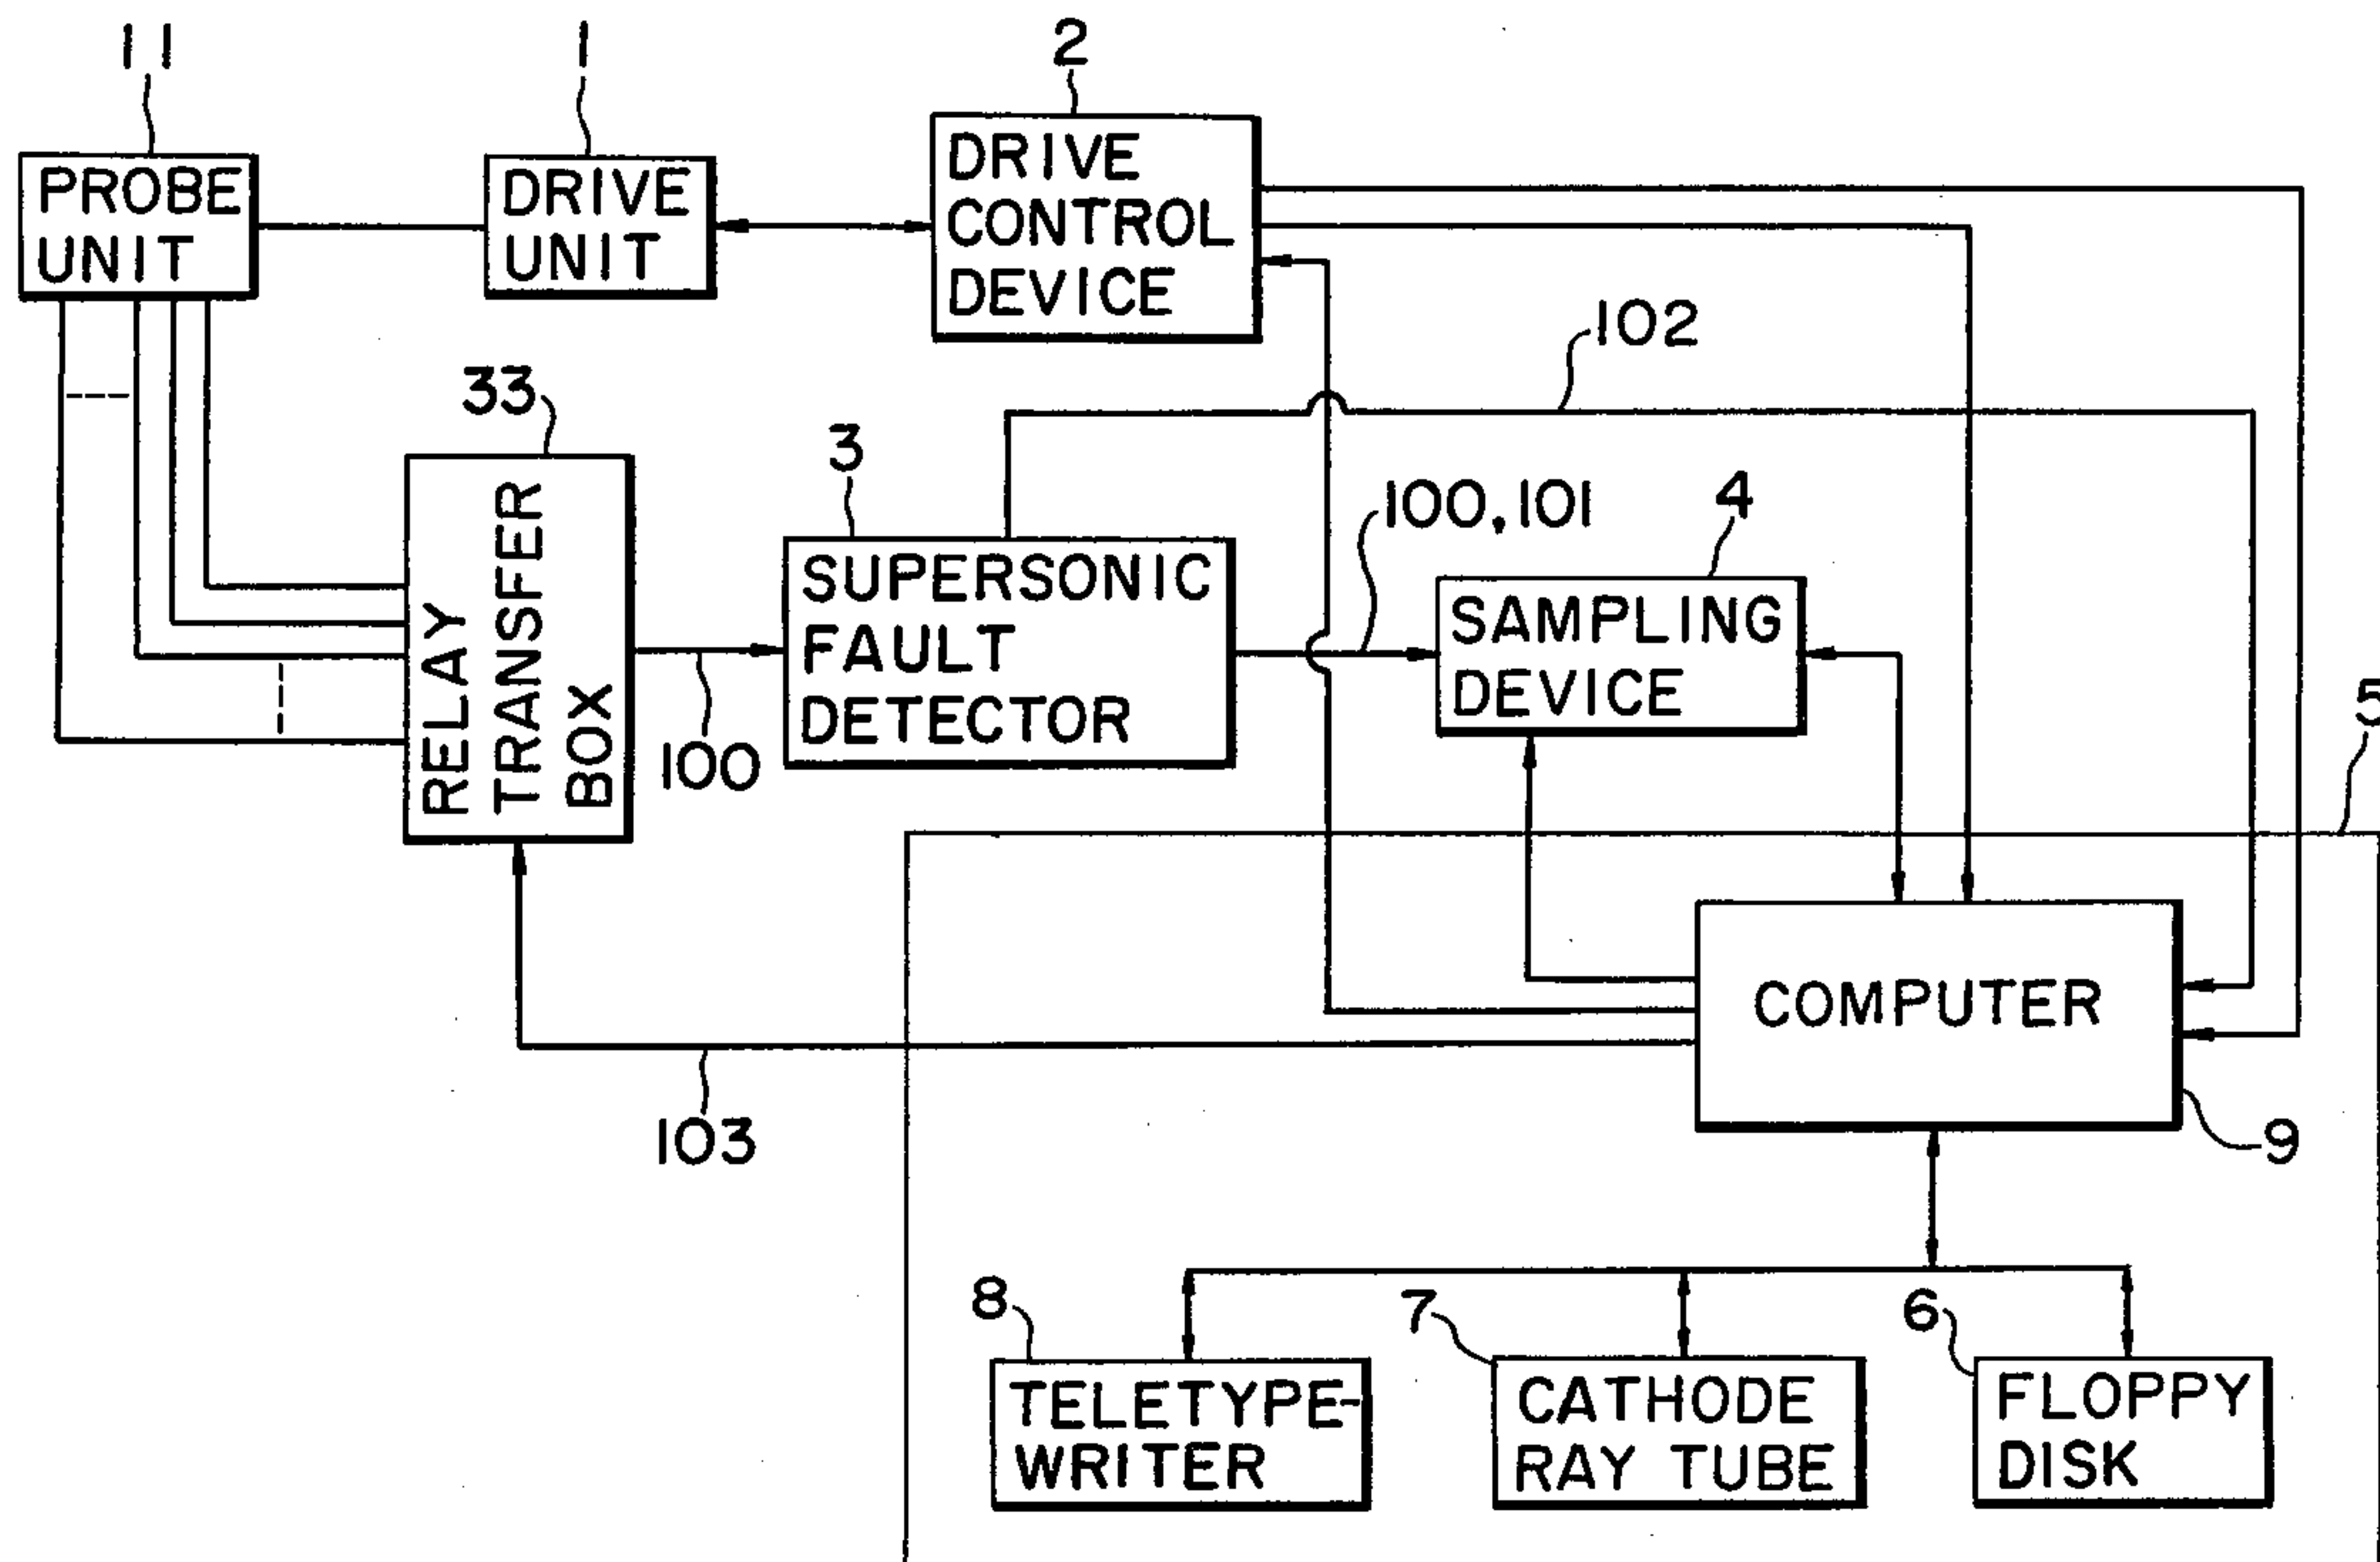 11
1
2
PROBE
UNIT
DRIVE
UNIT
DRIVE
CONTROL
DEVICE
102
33
3
100,101
4
RELAY
TRANSFER
BOX
SUPERSONIC
FAULT
DETECTOR
SAMPLING
DEVICE
100
5
COMPUTER
103
9
8
7
6
TELETYPE-
WRITER
CATHODE
RAY TUBE
FLOPPY
DISK